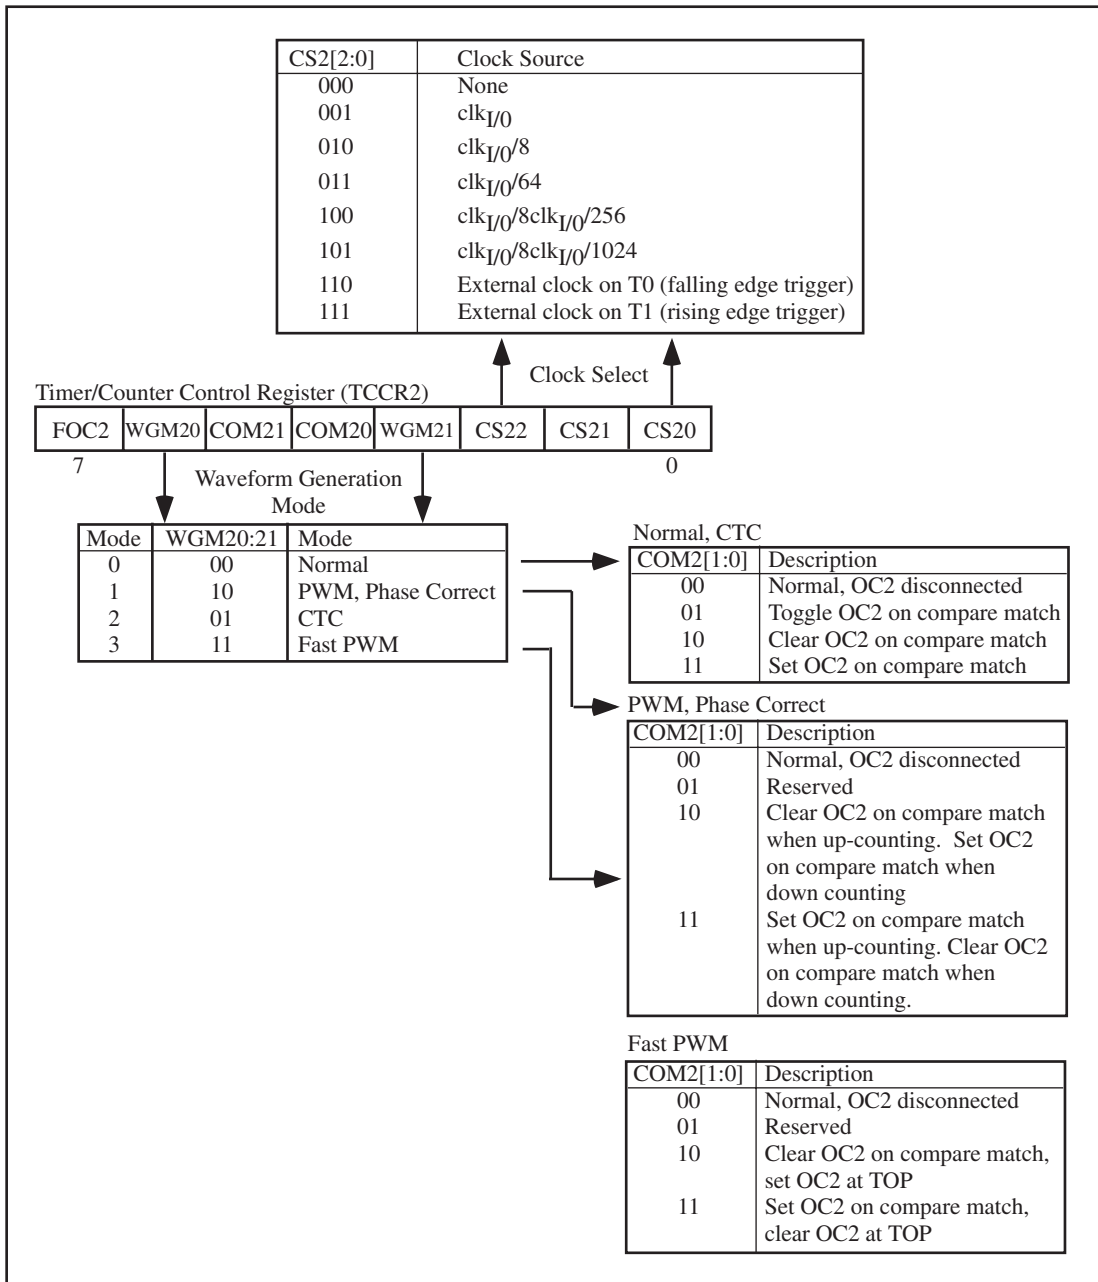 CS2[2:0] Clock Source
000 None
001 clkI/0
010 clkI/0/8
011 clkI/0/64
100 clkI/0/8clkI/0/256
101 clkI/0/8clkI/0/1024
110 External clock on T0 (falling edge trigger)
111 External clock on T1 (rising edge trigger)
Clock Select
Timer/Counter Control Register (TCCR2)
FOC2 WGM20 COM21 COM20 WGM21 CS22 CS21 CS20
7 0
Waveform Generation
Mode
Mode WGM20:21 Mode
0 00 Normal
1 10 PWM, Phase Correct
2 01 CTC
3 11 Fast PWM
Normal, CTC
COM2[1:0] Description
00 Normal, OC2 disconnected
01 Toggle OC2 on compare match
10 Clear OC2 on compare match
11 Set OC2 on compare match
PWM, Phase Correct
COM2[1:0] Description
00 Normal, OC2 disconnected
01 Reserved
10 Clear OC2 on compare match
when up-counting. Set OC2
on compare match when
down counting
11 Set OC2 on compare match
when up-counting. Clear OC2
on compare match when
down counting.
Fast PWM
COM2[1:0] Description
00 Normal, OC2 disconnected
01 Reserved
10 Clear OC2 on compare match,
set OC2 at TOP
11 Set OC2 on compare match,
clear OC2 at TOP